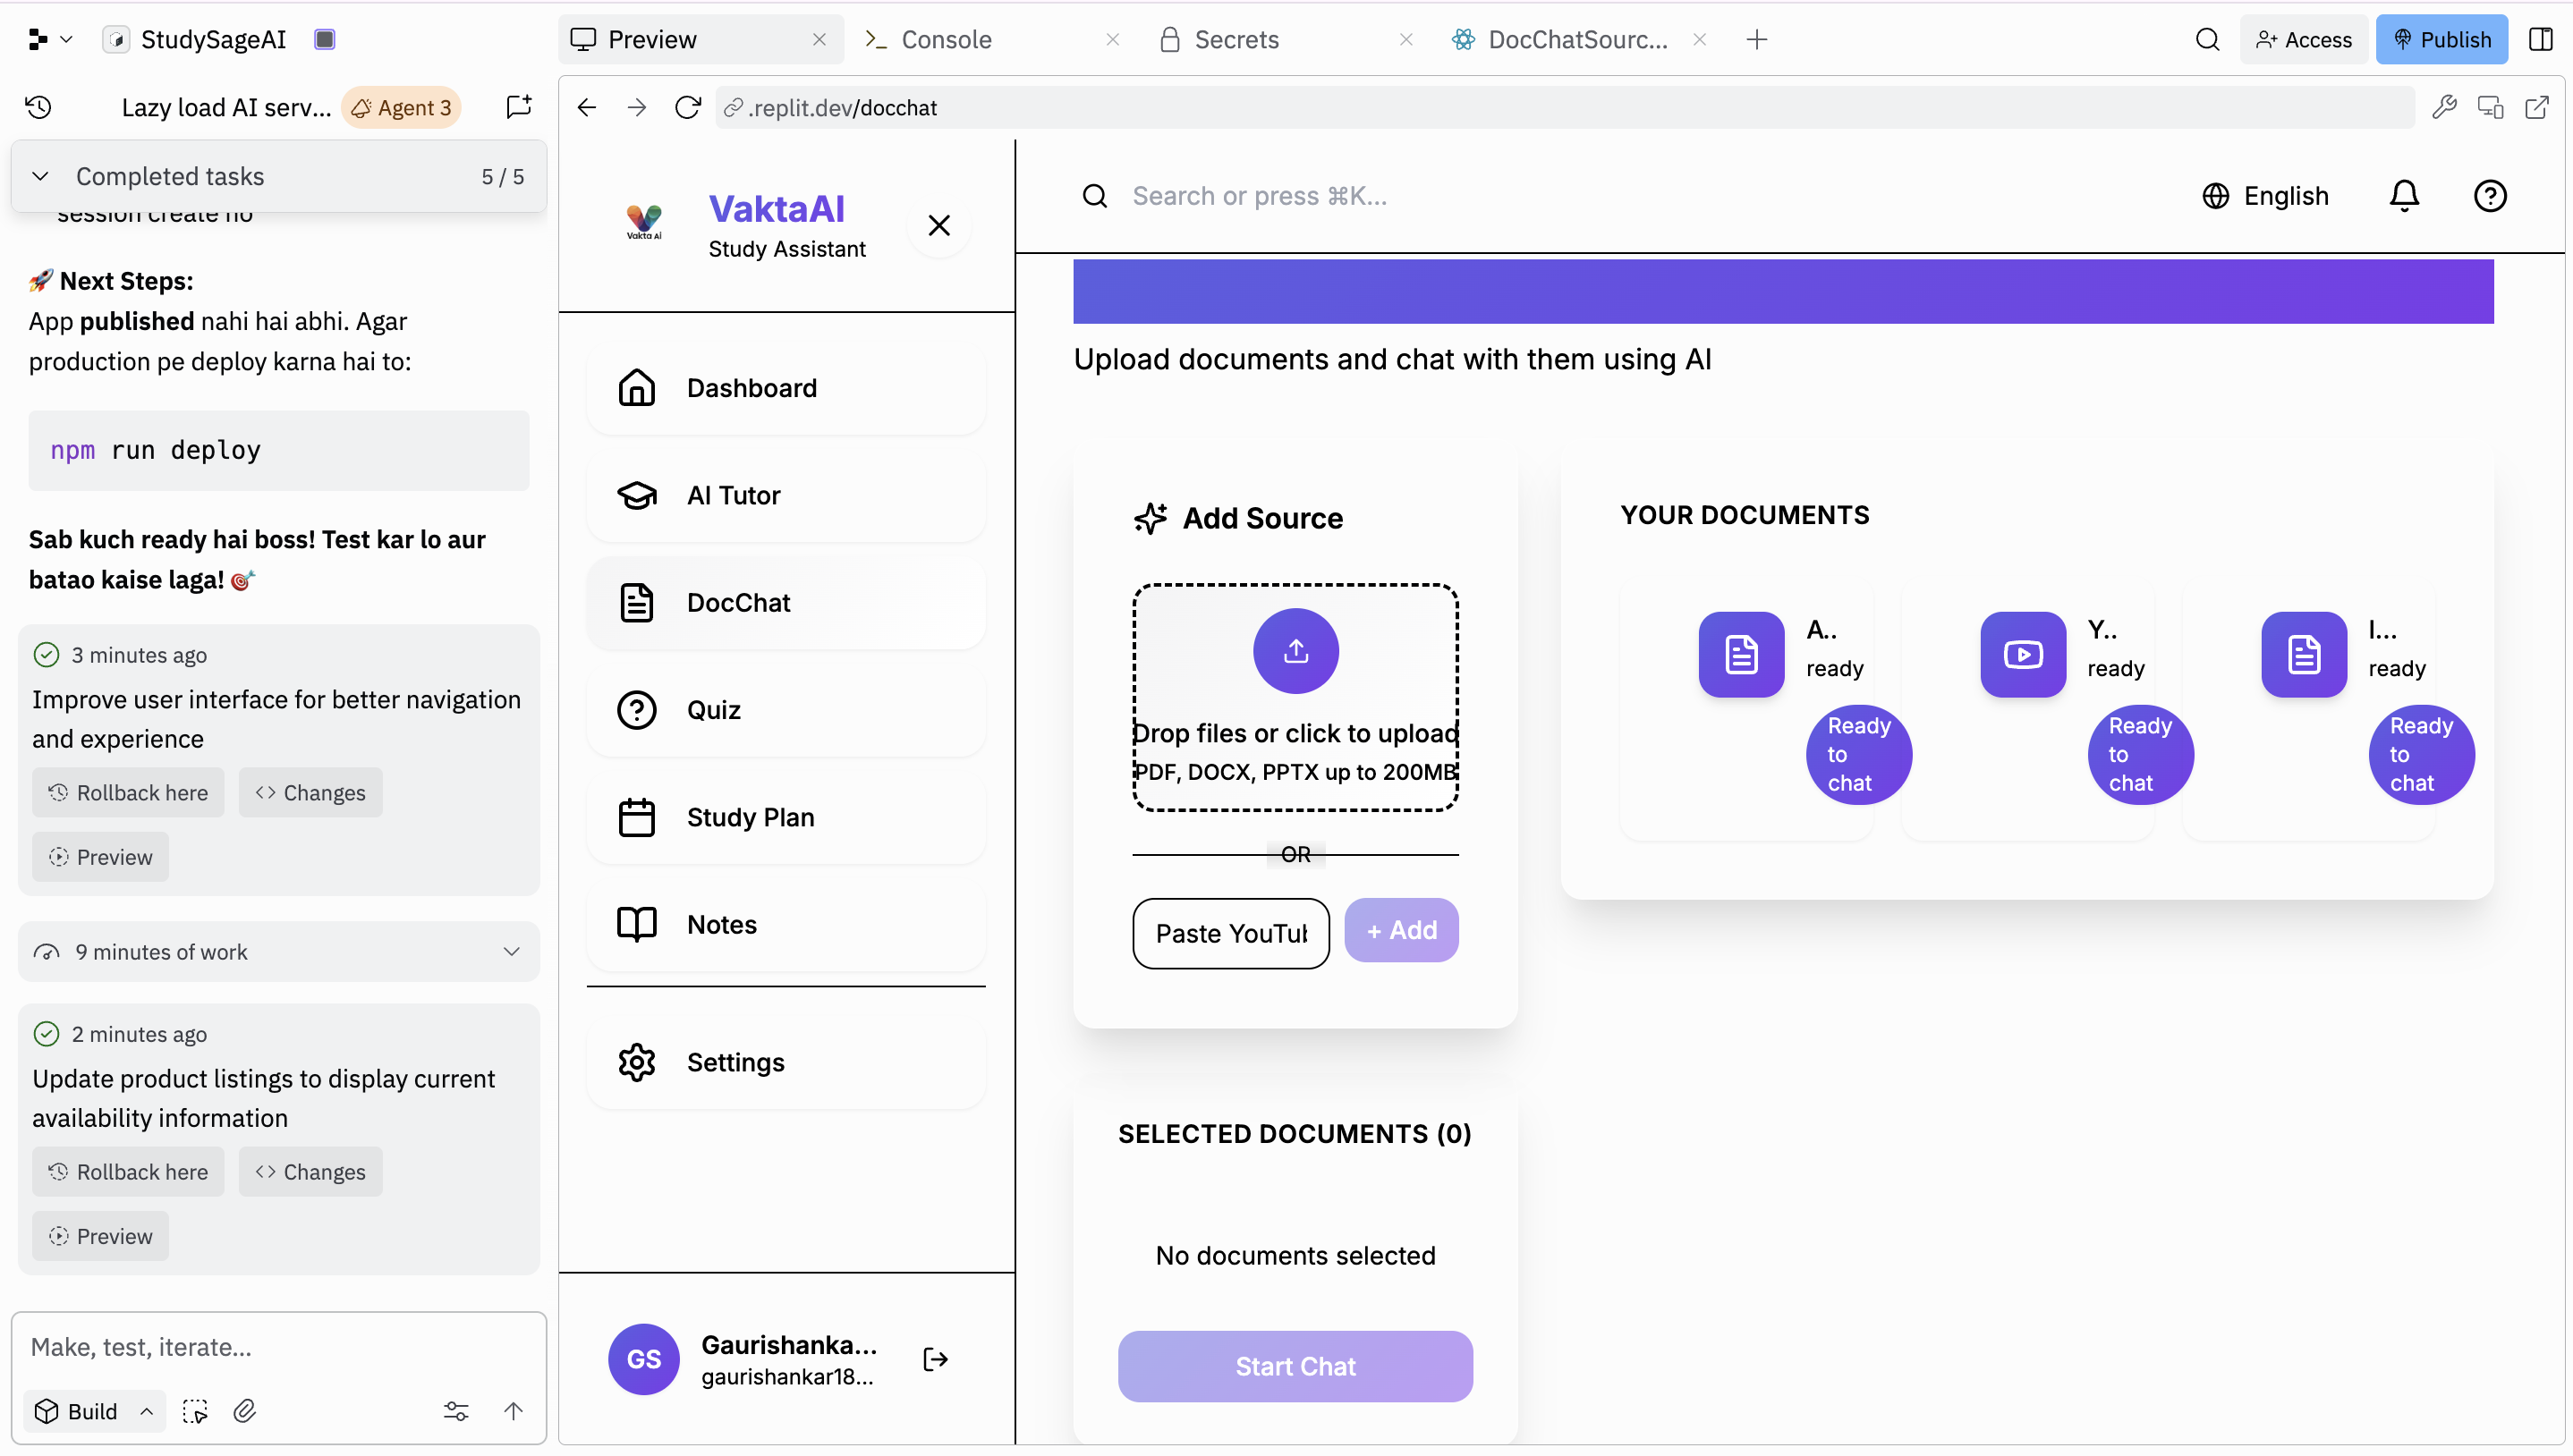 StudySageAI
Preview
Console
Secrets
DocChatSourc...
Access
Publish
Lazy load AI serv...
Agent 3
.replit.dev/docchat
Completed tasks
5 / 5
session create ho
🚀 Next Steps:
App published nahi hai abhi. Agar
production pe deploy karna hai to:
npm run deploy
Sab kuch ready hai boss! Test kar lo aur
batao kaise laga! 🎯
3 minutes ago
Improve user interface for better navigation
and experience
Rollback here
Changes
Preview
9 minutes of work
2 minutes ago
Update product listings to display current
availability information
Rollback here
Changes
Preview
Make, test, iterate...
Build
Vakta Ai
VaktaAI
Study Assistant
Dashboard
AI Tutor
DocChat
Quiz
Study Plan
Notes
Settings
GS
Gaurishanka...
gaurishankar18...
Search or press ⌘K...
English
Upload documents and chat with them using AI
Add Source
Drop files or click to upload
PDF, DOCX, PPTX up to 200MB
OR
Paste YouTub
+ Add
YOUR DOCUMENTS
A..
ready
Ready
to
chat
Y..
ready
Ready
to
chat
I...
ready
Ready
to
chat
SELECTED DOCUMENTS (0)
No documents selected
Start Chat